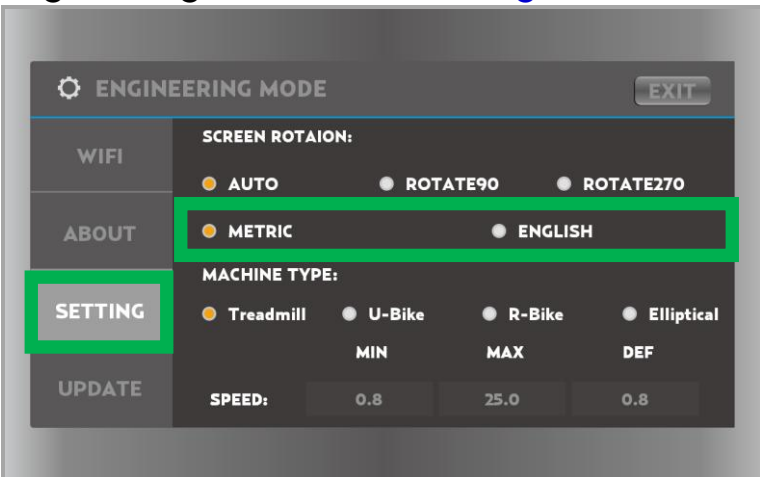 ENGINEERING MODE EXIT
WIFI
ABOUT
SETTING
UPDATE
SCREEN ROTAION:
AUTO ROTATE90 ROTATE270
METRIC ENGLISH
MACHINE TYPE:
Treadmill U-Bike R-Bike Elliptical
MIN MAX DEF
SPEED: 0.8 25.0 0.8